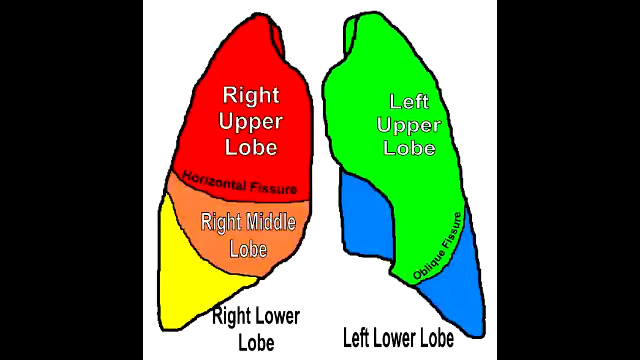 Right
Upper
Lobe
Left
Upper
Lobe
Horizontal Fissure
Right Middle
Lobe
Oblique Fissure
Right Lower
Lobe
Left Lower Lobe